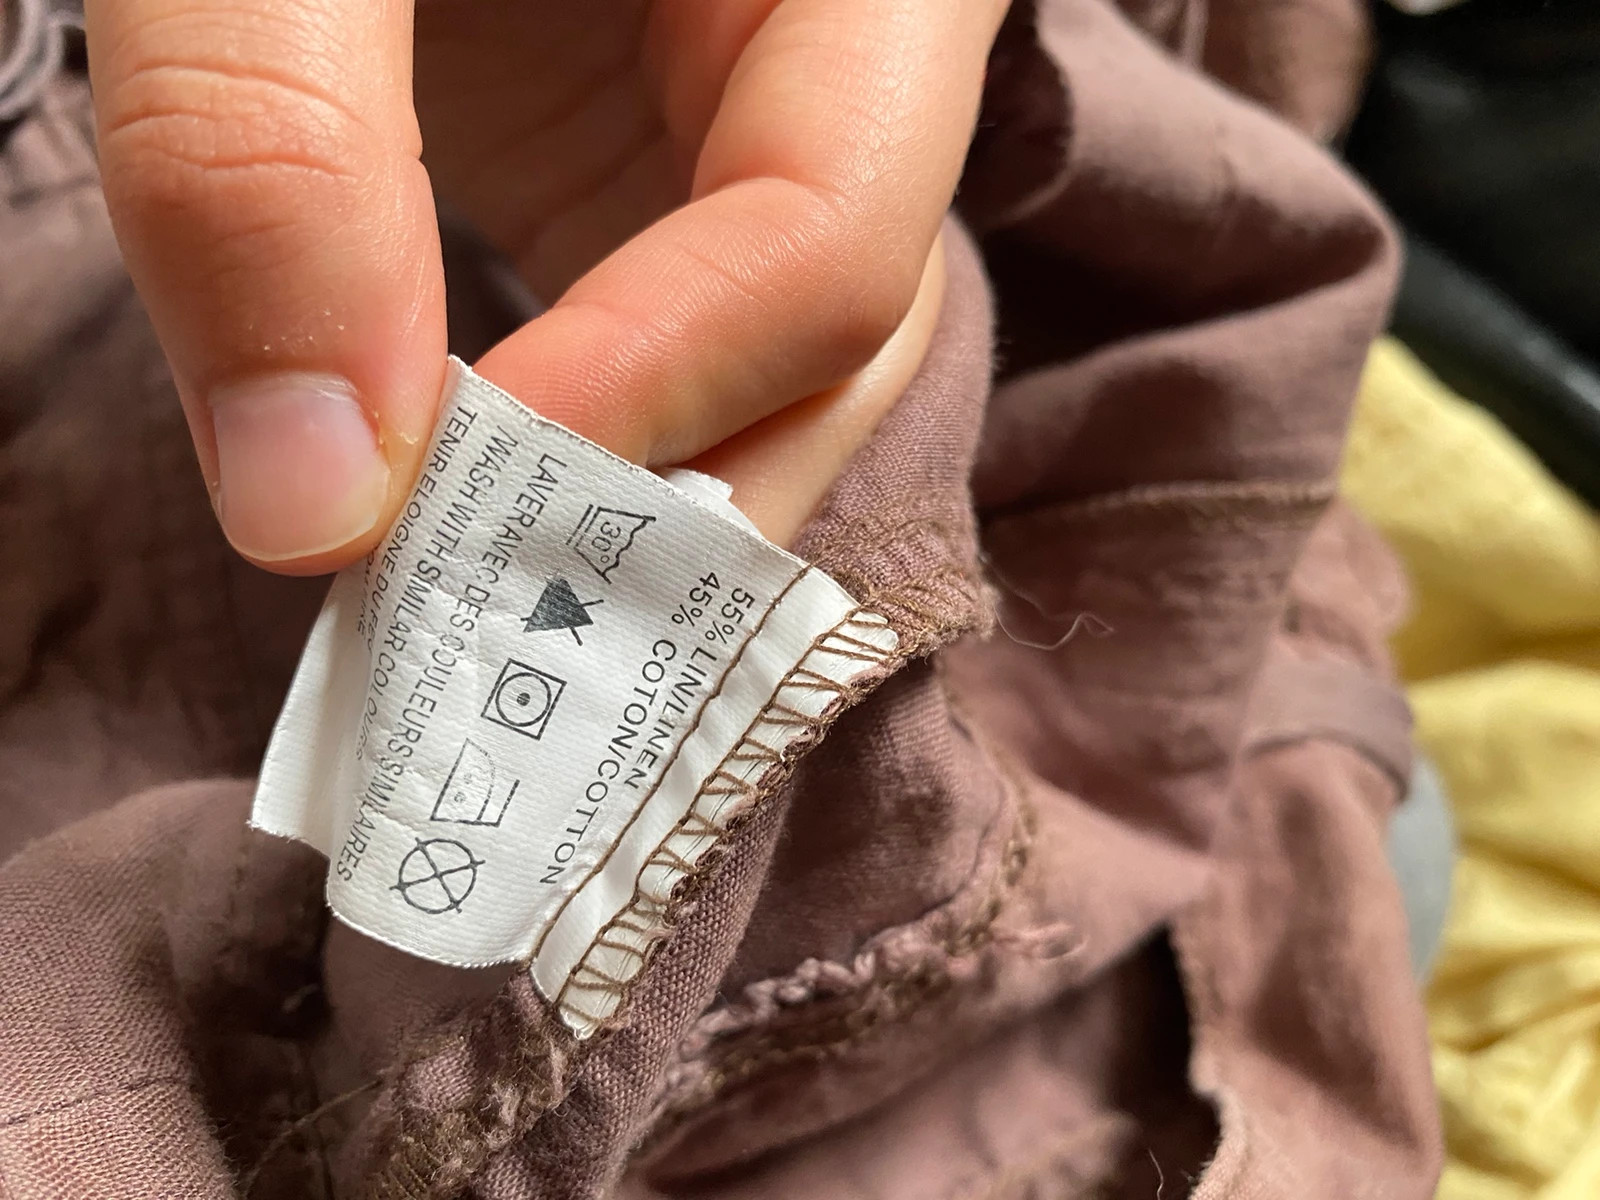 55% LIN/LINEN
45% COTON/COTTON
30°
LAVER AVEC DES COULEURS SIMILAIRES
/WASH WITH SIMILAR COLOURS
TENIR ELOIGNE DU FEU